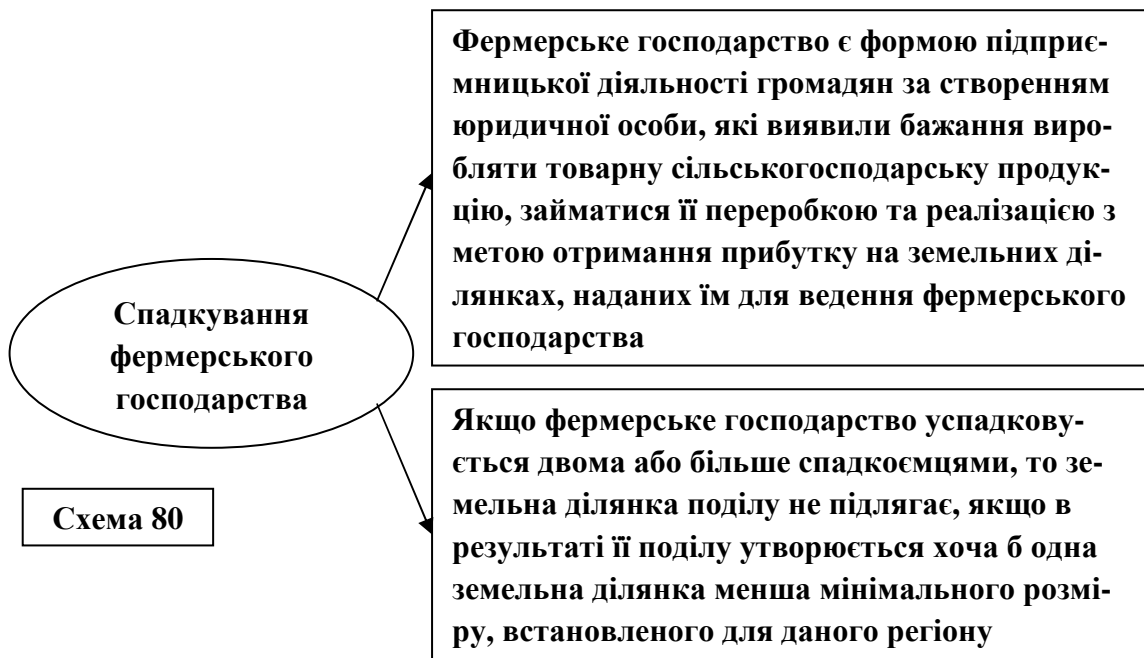 Фермерське господарство є формою підприє-
мницької діяльності громадян за створенням
юридичної особи, які виявили бажання виро-
бляти товарну сільськогосподарську продук-
цію, займатися її переробкою та реалізацією з
метою отримання прибутку на земельних ді-
лянках, наданих їм для ведення фермерського
господарства
Спадкування
фермерського
господарства
Якщо фермерське господарство успадкову-
ється двома або більше спадкоємцями, то зе-
мельна ділянка поділу не підлягає, якщо в
результаті її поділу утворюється хоча б одна
земельна ділянка менша мінімального розмі-
ру, встановленого для даного регіону
Схема 80